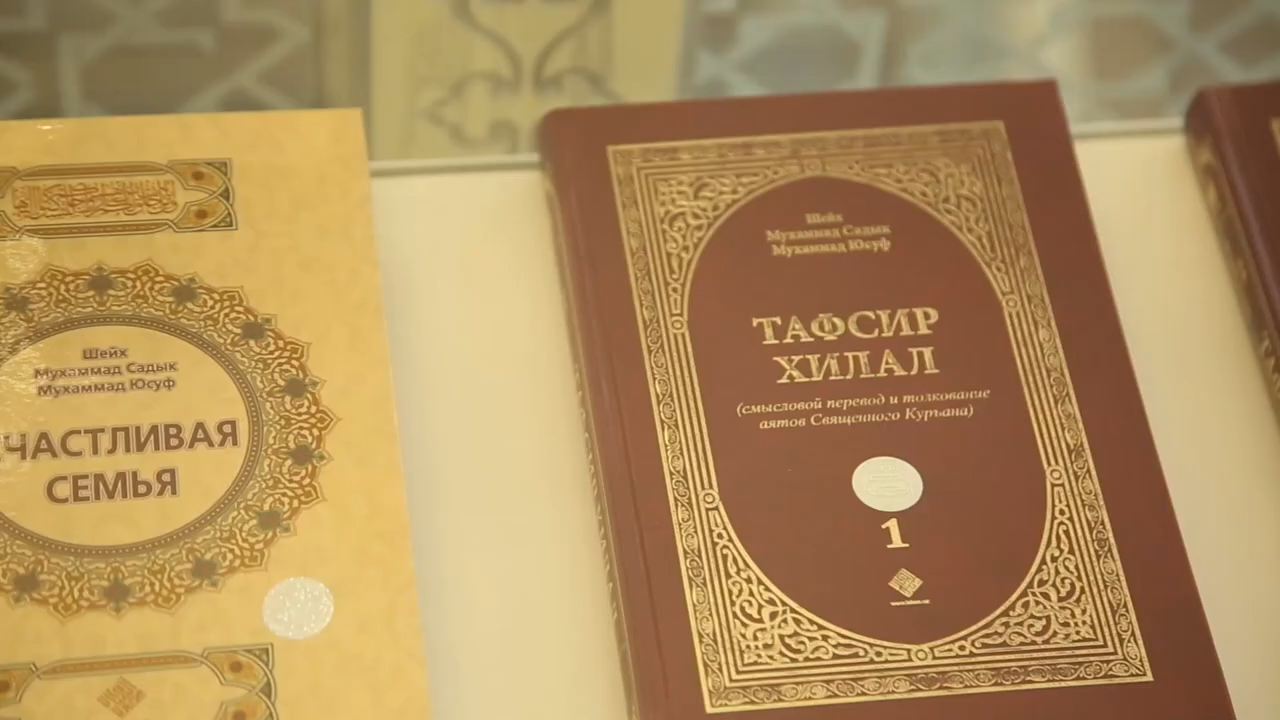 Шейх
Мухаммад Садык
Мухаммад Юсуф
ЧАСТЛИВАЯ
СЕМЬЯ
Шейх
Мухаммад Садык
Мухаммад Юсуф
ТАФСИР
ХИЛАЛ
(смысловой перевод и толкование
аятов Священного Куръана)
1